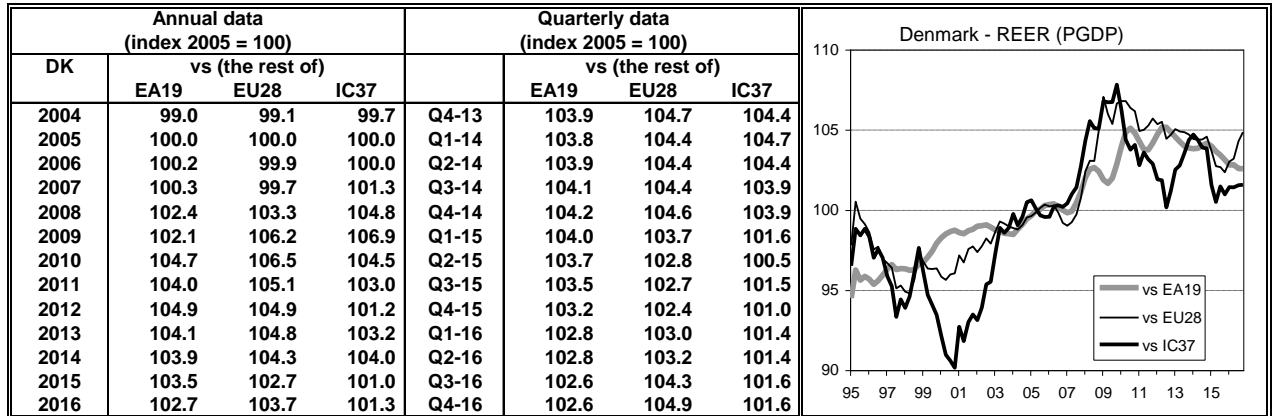 Annual data Quarterly data
(index 2005 = 100) (index 2005 = 100)
DK vs (the rest of) vs (the rest of)
EA19 EU28 IC37 EA19 EU28 IC37
2004 99.0 99.1 99.7 Q4-13 103.9 104.7 104.4
2005 100.0 100.0 100.0 Q1-14 103.8 104.4 104.7
2006 100.2 99.9 100.0 Q2-14 103.9 104.4 104.4
2007 100.3 99.7 101.3 Q3-14 104.1 104.4 103.9
2008 102.4 103.3 104.8 Q4-14 104.2 104.6 103.9
2009 102.1 106.2 106.9 Q1-15 104.0 103.7 101.6
2010 104.7 106.5 104.5 Q2-15 103.7 102.8 100.5
2011 104.0 105.1 103.0 Q3-15 103.5 102.7 101.5
2012 104.9 104.9 101.2 Q4-15 103.2 102.4 101.0
2013 104.1 104.8 103.2 Q1-16 102.8 103.0 101.4
2014 103.9 104.3 104.0 Q2-16 102.8 103.2 101.4
2015 103.5 102.7 101.0 Q3-16 102.6 104.3 101.6
2016 102.7 103.7 101.3 Q4-16 102.6 104.9 101.6
Denmark - REER (PGDP)
110
105
100
95
90
vs EA19
vs EU28
vs IC37
95 97 99 01 03 05 07 09 11 13 15